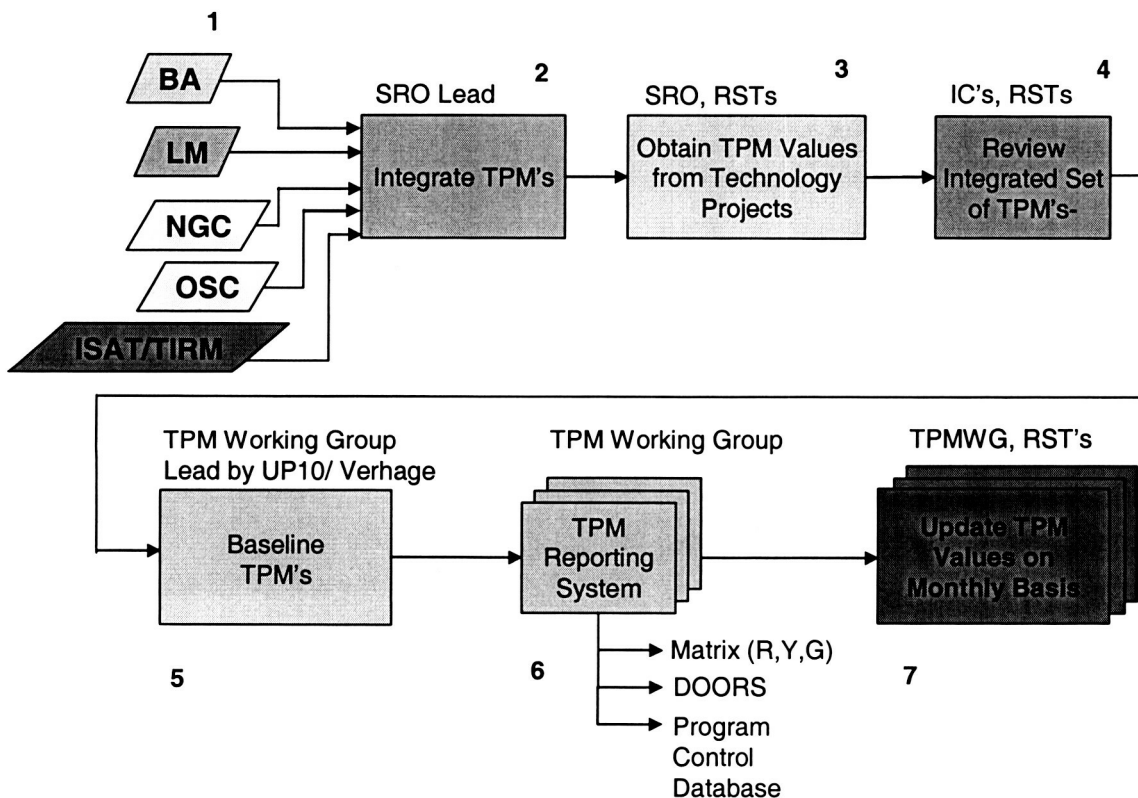 1
BA
LM
NGC
OSC
ISAT/TIRM
2
SRO Lead
Integrate TPM's
3
SRO, RSTs
Obtain TPM Values
from Technology
Projects
4
IC's, RSTs
Review
Integrated Set
of TPM's-
TPM Working Group
Lead by UP10/ Verhage
Baseline
TPM's
5
TPM Working Group
TPM
Reporting
System
6
Matrix (R,Y,G)
DOORS
Program
Control
Database
TPMWG, RST's
Update TPM
Values on
Monthly Basis
7